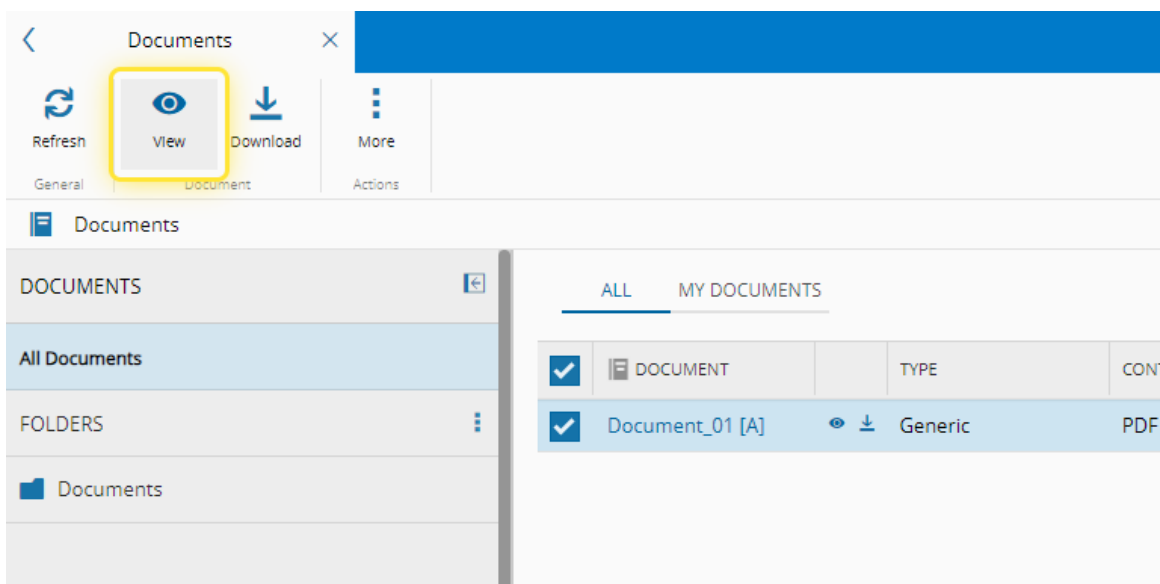 Documents
Refresh View Download More
General Document Actions
Documents
DOCUMENTS
ALL MY DOCUMENTS
All Documents
DOCUMENT TYPE CONT
FOLDERS
Document_01 [A] Generic PDF
Documents